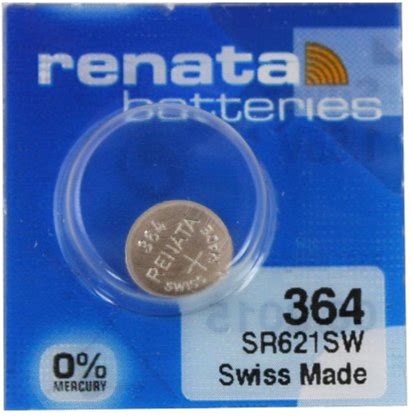 renata
batteries
364
RENATA
SWISS
364
SR621SW
Swiss Made
0%
MERCURY